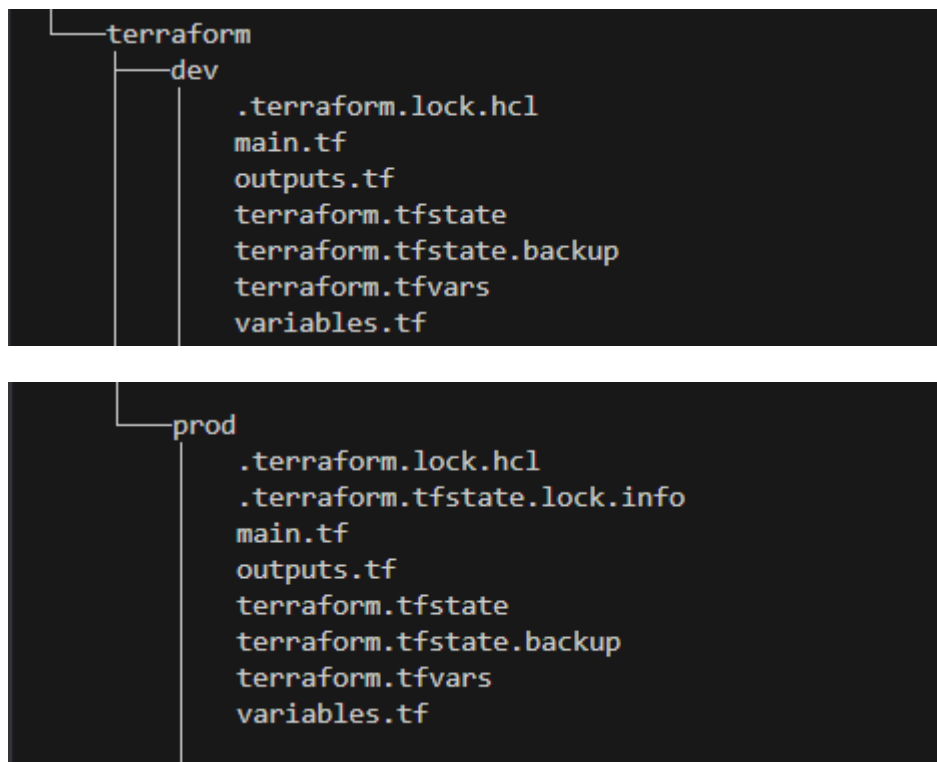 terraform
dev
.terraform.lock.hcl
main.tf
outputs.tf
terraform.tfstate
terraform.tfstate.backup
terraform.tfvars
variables.tf
prod
.terraform.lock.hcl
.terraform.tfstate.lock.info
main.tf
outputs.tf
terraform.tfstate
terraform.tfstate.backup
terraform.tfvars
variables.tf